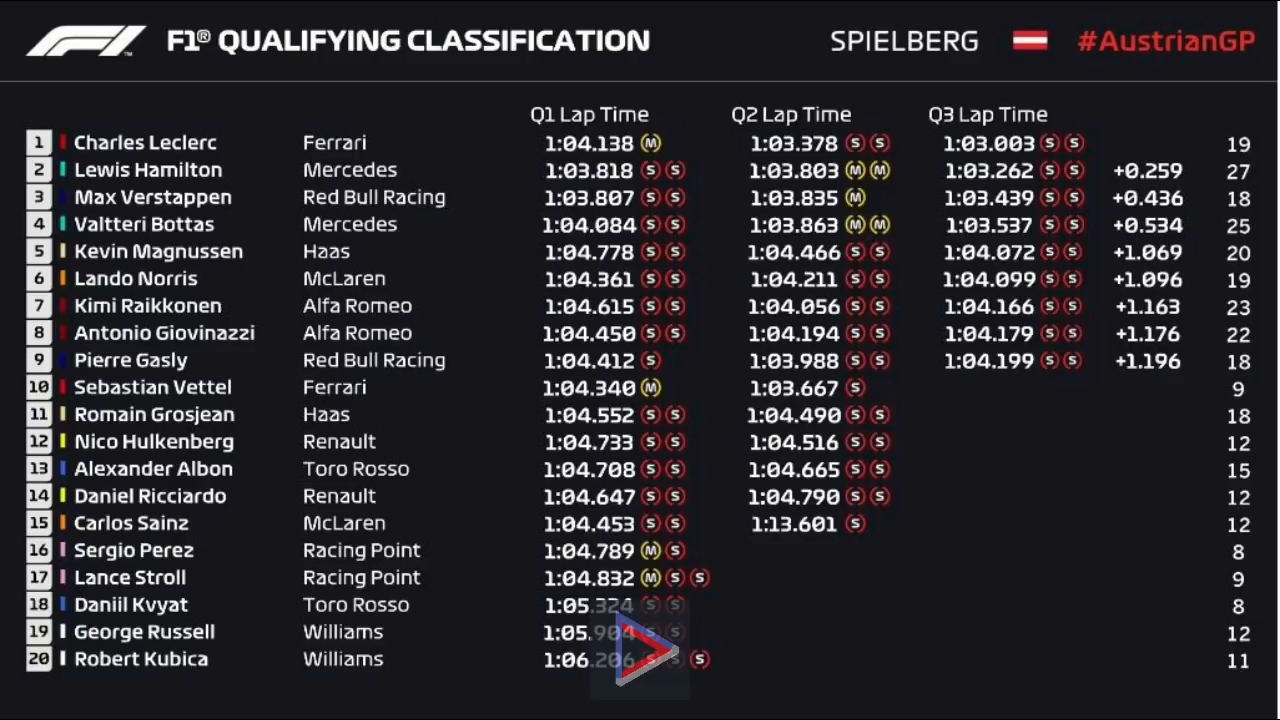 F1® QUALIFYING CLASSIFICATION SPIELBERG #AustrianGP
Q1 Lap Time Q2 Lap Time Q3 Lap Time
1 Charles Leclerc Ferrari 1:04.138 M 1:03.378 S S 1:03.003 S S 19
2 Lewis Hamilton Mercedes 1:03.818 S S 1:03.803 M M 1:03.262 S S +0.259 27
3 Max Verstappen Red Bull Racing 1:03.807 S S 1:03.835 M 1:03.439 S S +0.436 18
4 Valtteri Bottas Mercedes 1:04.084 S S 1:03.863 M M 1:03.537 S S +0.534 25
5 Kevin Magnussen Haas 1:04.778 S S 1:04.466 S S 1:04.072 S S +1.069 20
6 Lando Norris McLaren 1:04.361 S S 1:04.211 S S 1:04.099 S S +1.096 19
7 Kimi Raikkonen Alfa Romeo 1:04.615 S S 1:04.056 S S 1:04.166 S S +1.163 23
8 Antonio Giovinazzi Alfa Romeo 1:04.450 S S 1:04.194 S S 1:04.179 S S +1.176 22
9 Pierre Gasly Red Bull Racing 1:04.412 S 1:03.988 S S 1:04.199 S S +1.196 18
10 Sebastian Vettel Ferrari 1:04.340 M 1:03.667 S 9
11 Romain Grosjean Haas 1:04.552 S S 1:04.490 S S 18
12 Nico Hulkenberg Renault 1:04.733 S S 1:04.516 S S 12
13 Alexander Albon Toro Rosso 1:04.708 S S 1:04.665 S S 15
14 Daniel Ricciardo Renault 1:04.647 S S 1:04.790 S S 12
15 Carlos Sainz McLaren 1:04.453 S S 1:13.601 S 12
16 Sergio Perez Racing Point 1:04.789 M S 8
17 Lance Stroll Racing Point 1:04.832 M S S 9
18 Daniil Kvyat Toro Rosso 1:05.324 S S 8
19 George Russell Williams 1:05.904 S S 12
20 Robert Kubica Williams 1:06.206 S S S 11